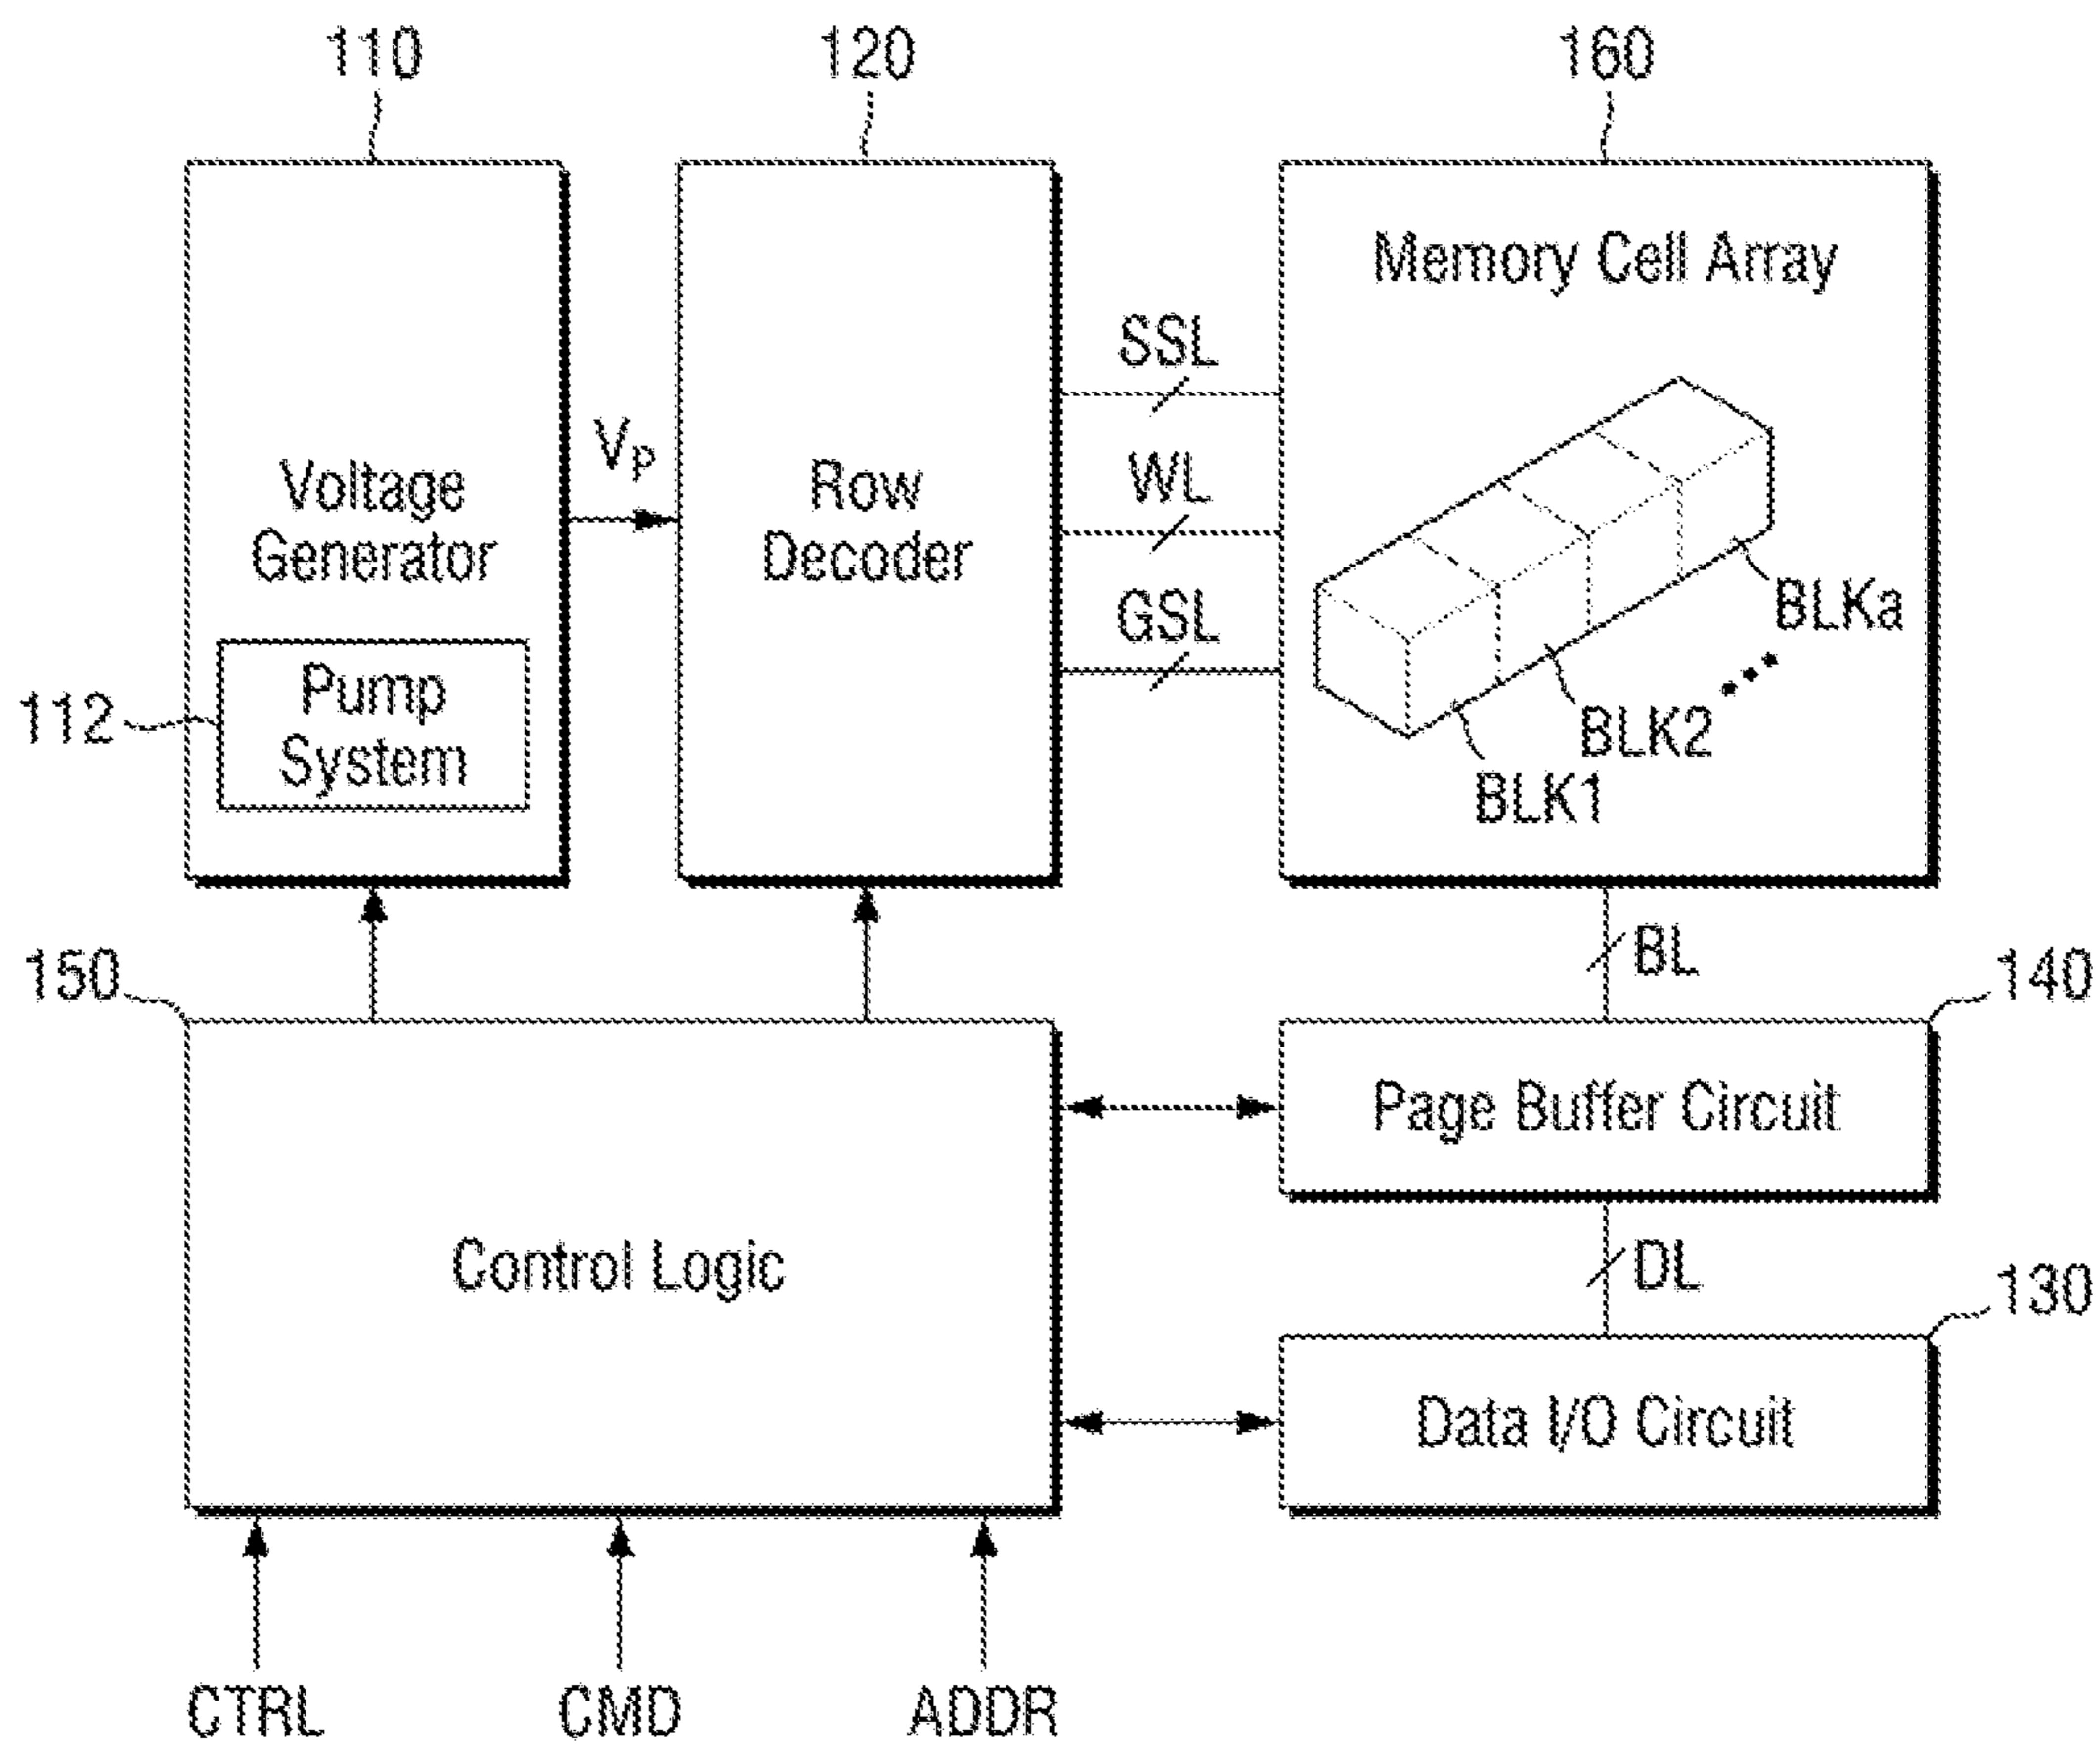 110
120
160
Memory Cell Array
SSL
V_P
WL
Voltage
Generator
Row
Decoder
GSL
BLKa
BLK2
BLK1
112
Pump
System
BL
150
140
Page Buffer Circuit
Control Logic
DL
130
Data I/O Circuit
CTRL
CMD
ADDR